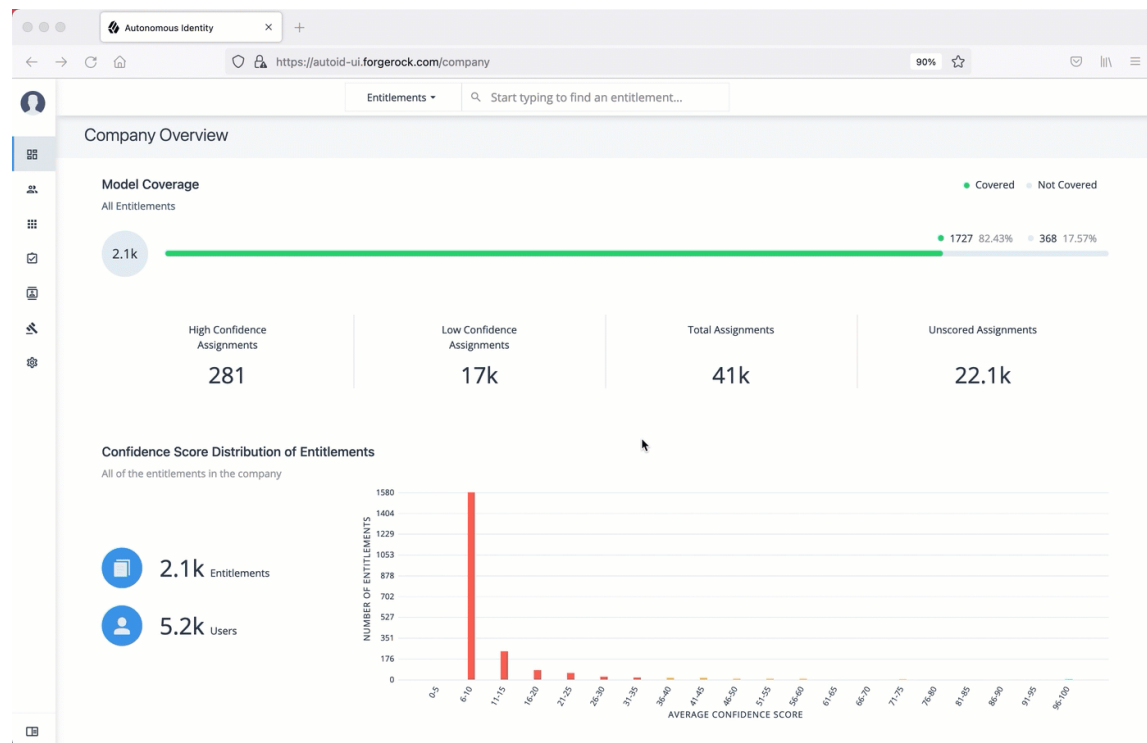 Autonomous Identity
https://autoid-ui.forgerock.com/company
90%
Entitlements
Start typing to find an entitlement...
Company Overview
Model Coverage
Covered Not Covered
All Entitlements
1727 82.43% 368 17.57%
2.1k
High Confidence Assignments
281
Low Confidence Assignments
17k
Total Assignments
41k
Unscored Assignments
22.1k
Confidence Score Distribution of Entitlements
All of the entitlements in the company
2.1k Entitlements
5.2k Users
NUMBER OF ENTITLEMENTS
1580
1404
1229
1053
878
702
527
351
176
0
0-5 6-10 11-15 16-20 21-25 26-30 31-35 36-40 41-45 46-50 51-55 56-60 61-65 66-70 71-75 76-80 81-85 86-90 91-95 96-100
AVERAGE CONFIDENCE SCORE